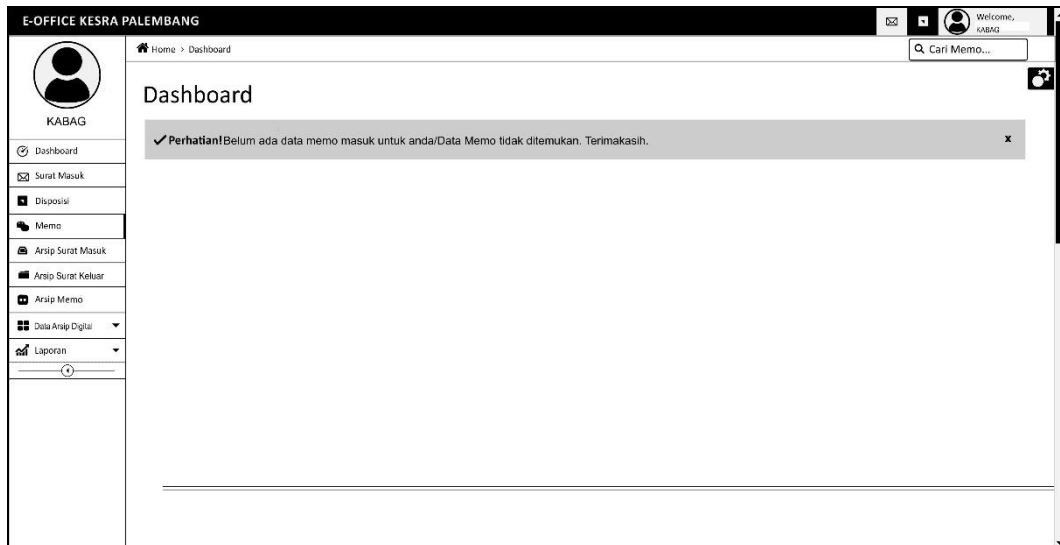 E-OFFICE KESRA PALEMBANG
Welcome,
KABAG
Home > Dashboard
Cari Memo...
KABAG
Dashboard
Perhatian!Belum ada data memo masuk untuk anda/Data Memo tidak ditemukan. Terimakasih.
x
Dashboard
Surat Masuk
Disposisi
Memo
Arsip Surat Masuk
Arsip Surat Keluar
Arsip Memo
Data Arsip Digital
Laporan